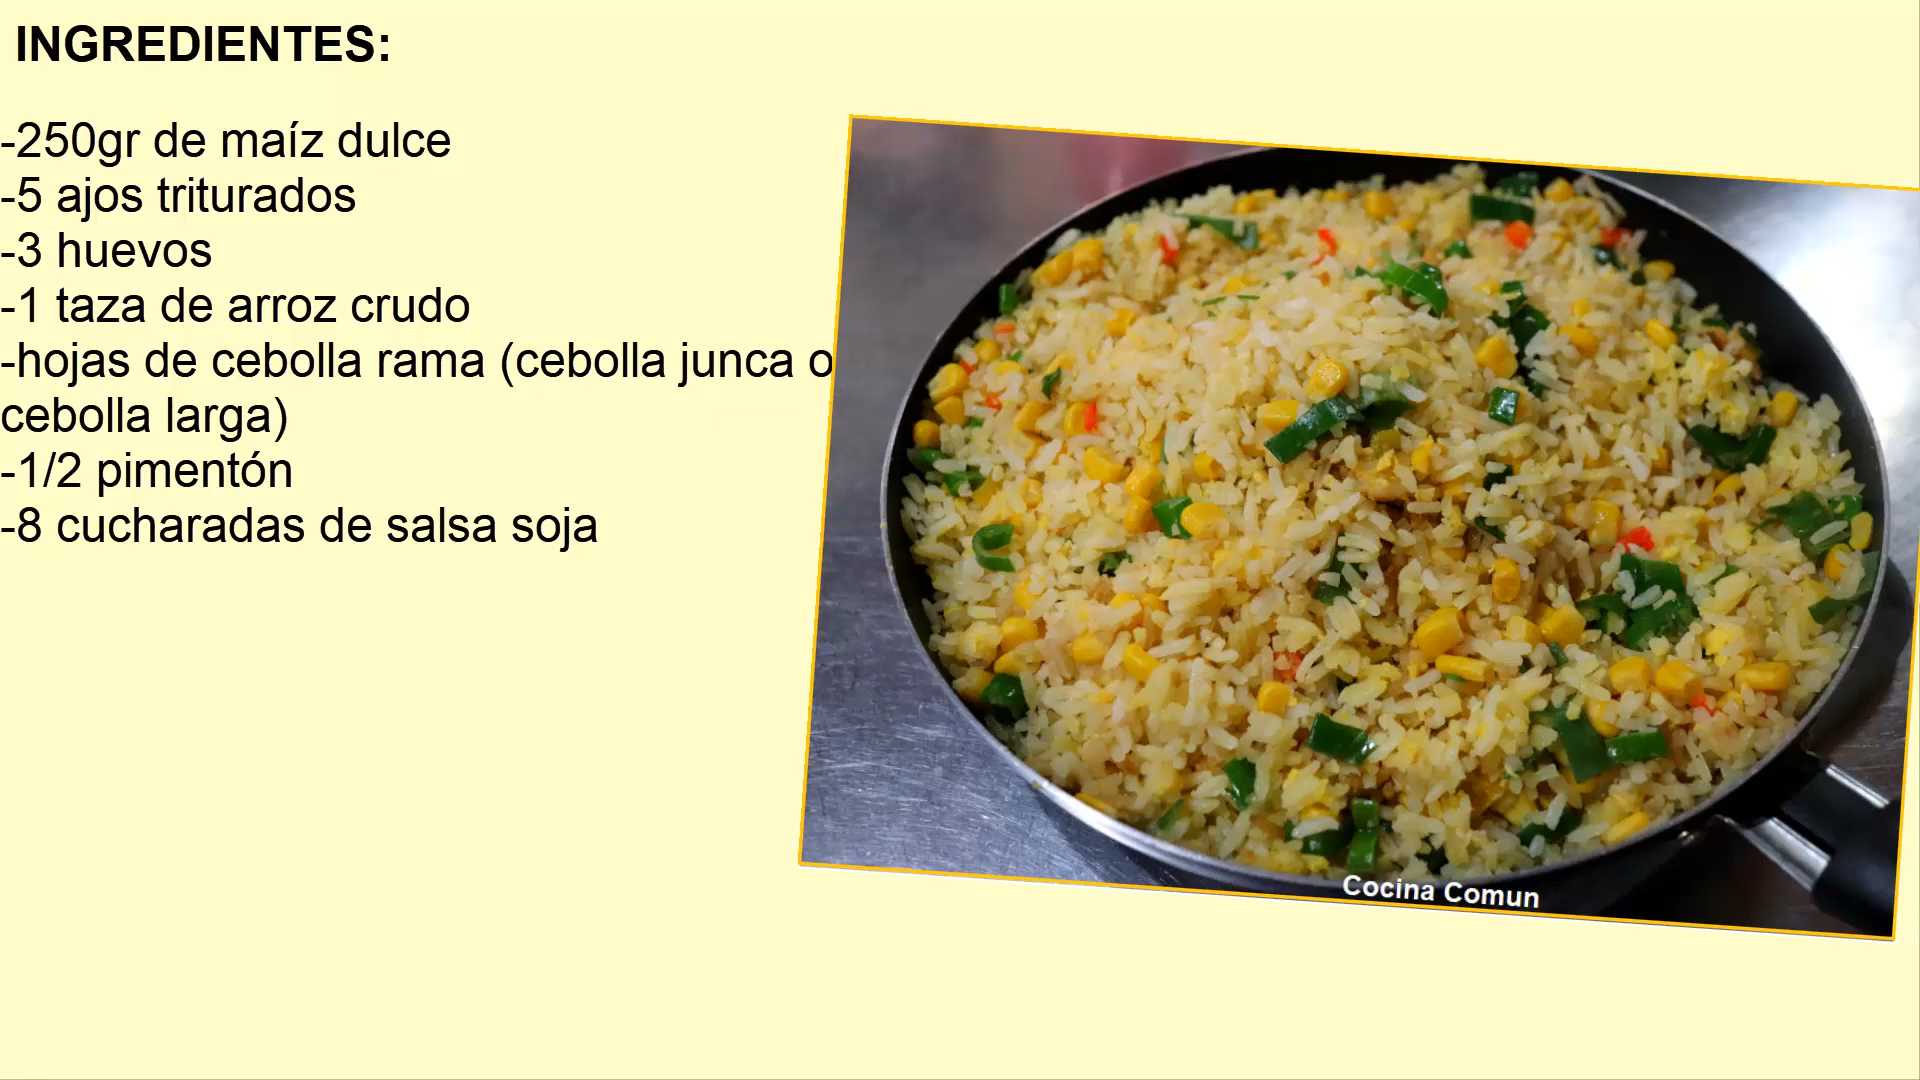 INGREDIENTES:
-250gr de maíz dulce
-5 ajos triturados
-3 huevos
-1 taza de arroz crudo
-hojas de cebolla rama (cebolla junca o
cebolla larga)
-1/2 pimentón
-8 cucharadas de salsa soja
Cocina Comun